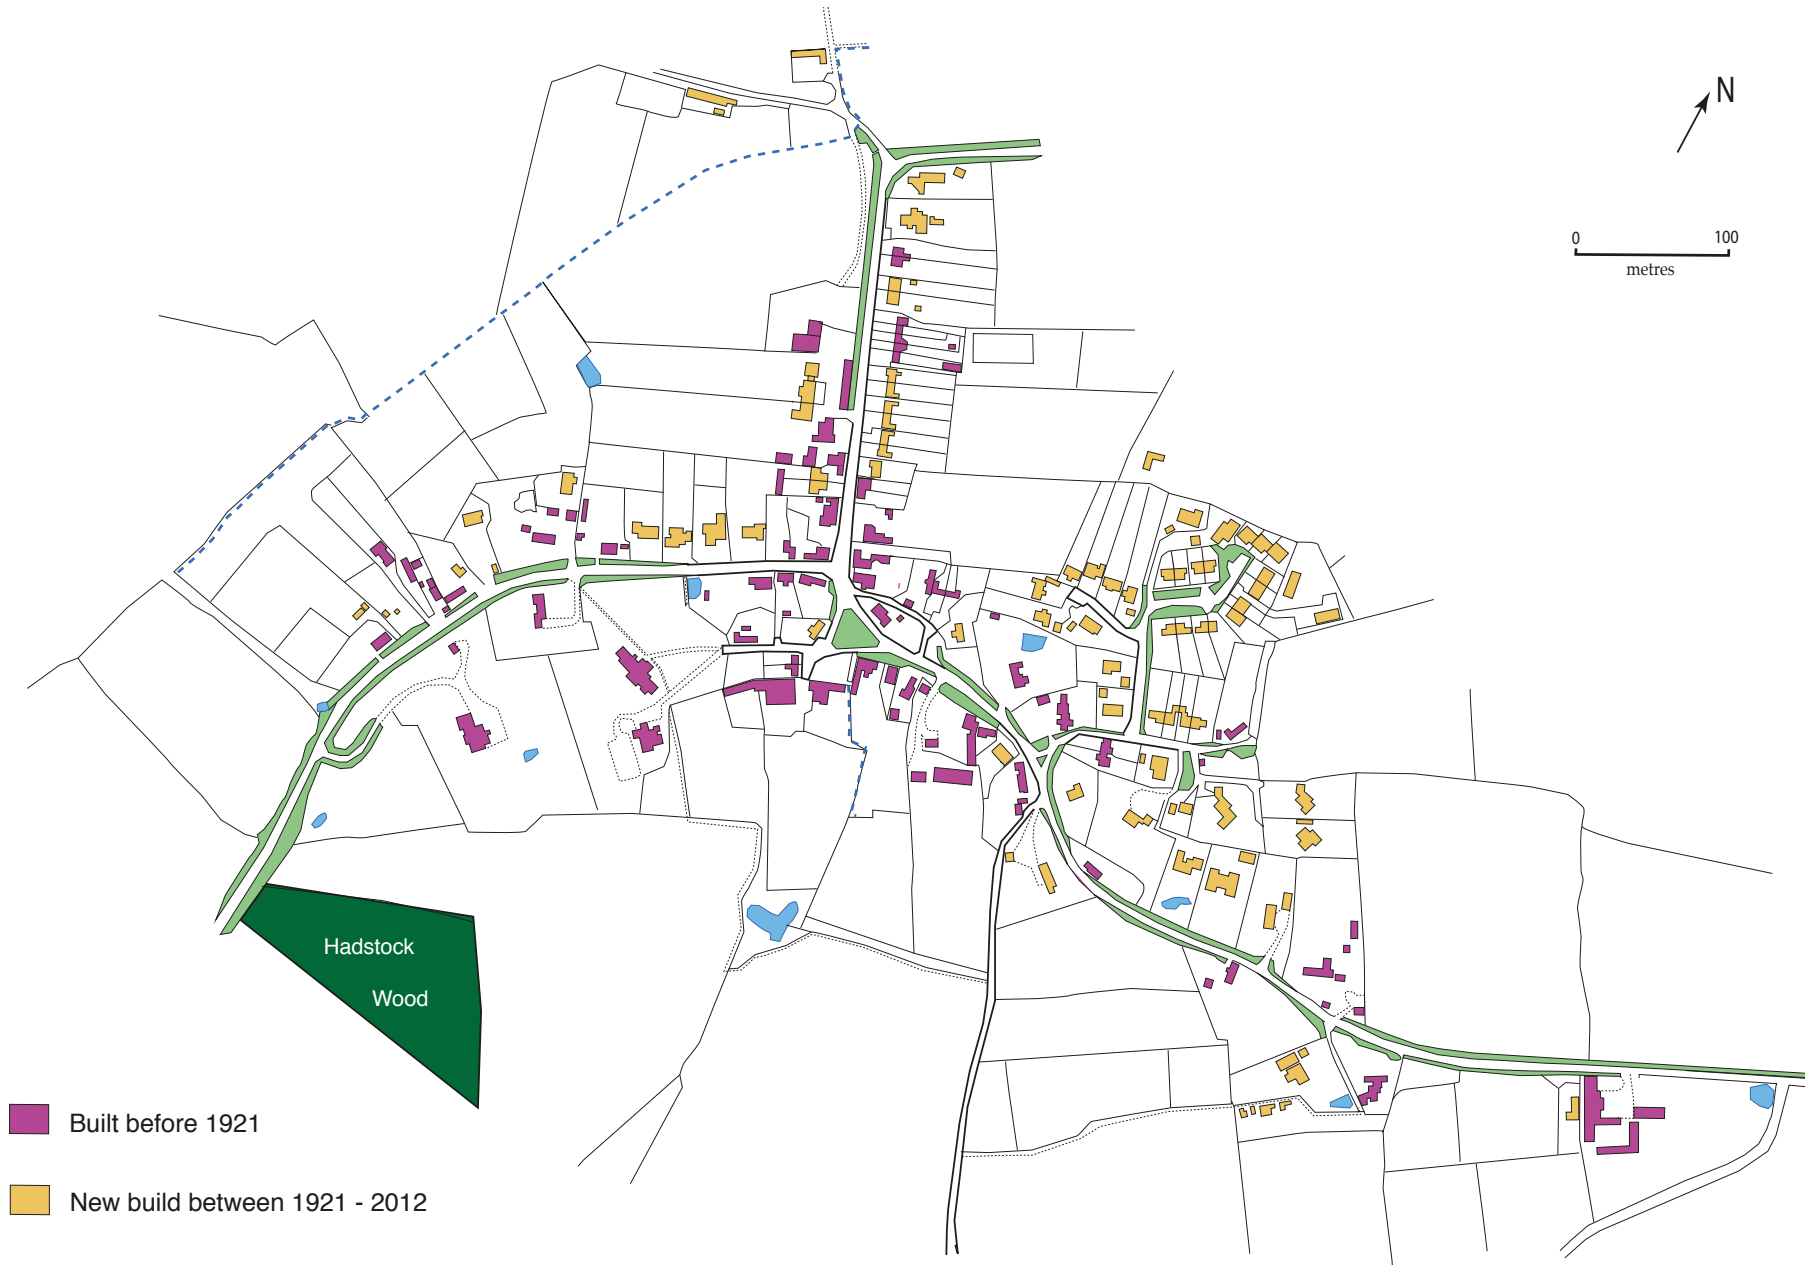 N
0 100
metres
Hadstock
Wood
Built before 1921
New build between 1921 - 2012